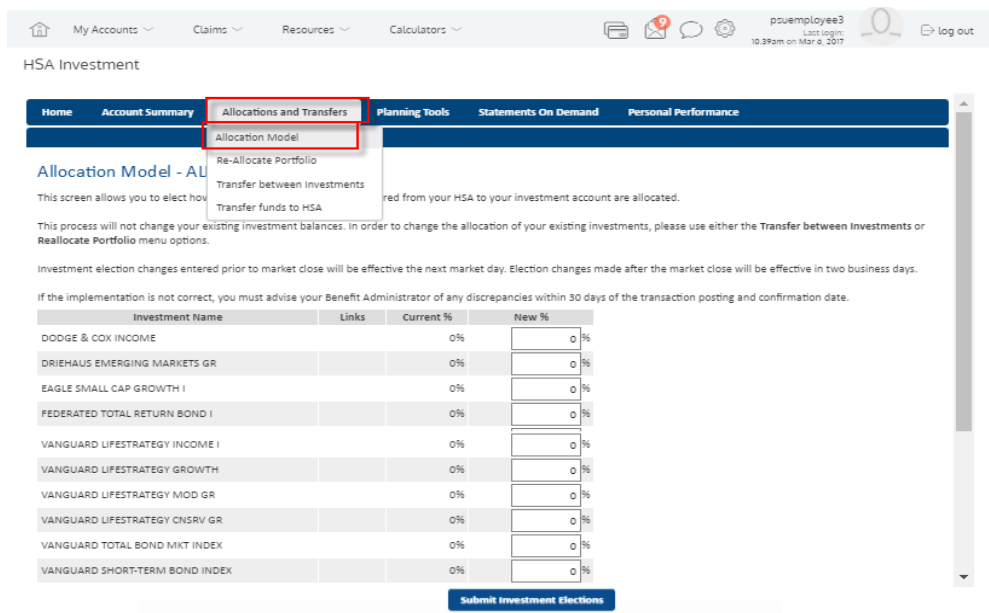 My Accounts Claims Resources Calculators 9 psuemployee3
Last login:
10.39am on Mar 6, 2017
log out
HSA Investment
Home Account Summary Allocations and Transfers Planning Tools Statements On Demand Personal Performance
Allocation Model
Re-Allocate Portfolio
Transfer between Investments
Transfer funds to HSA
Allocation Model - AL
This screen allows you to elect how red from your HSA to your investment account are allocated.
This process will not change your existing investment balances. In order to change the allocation of your existing investments, please use either the Transfer between Investments or
Reallocate Portfolio menu options.
Investment election changes entered prior to market close will be effective the next market day. Election changes made after the market close will be effective in two business days.
If the implementation is not correct, you must advise your Benefit Administrator of any discrepancies within 30 days of the transaction posting and confirmation date.
Investment Name Links Current % New %
DODGE & COX INCOME 0% 0 %
DRIEHAUS EMERGING MARKETS GR 0% 0 %
EAGLE SMALL CAP GROWTH I 0% 0 %
FEDERATED TOTAL RETURN BOND I 0% 0 %
VANGUARD LIFESTRATEGY INCOME I 0% 0 %
VANGUARD LIFESTRATEGY GROWTH 0% 0 %
VANGUARD LIFESTRATEGY MOD GR 0% 0 %
VANGUARD LIFESTRATEGY CNSRV GR 0% 0 %
VANGUARD TOTAL BOND MKT INDEX 0% 0 %
VANGUARD SHORT-TERM BOND INDEX 0% 0 %
Submit Investment Elections